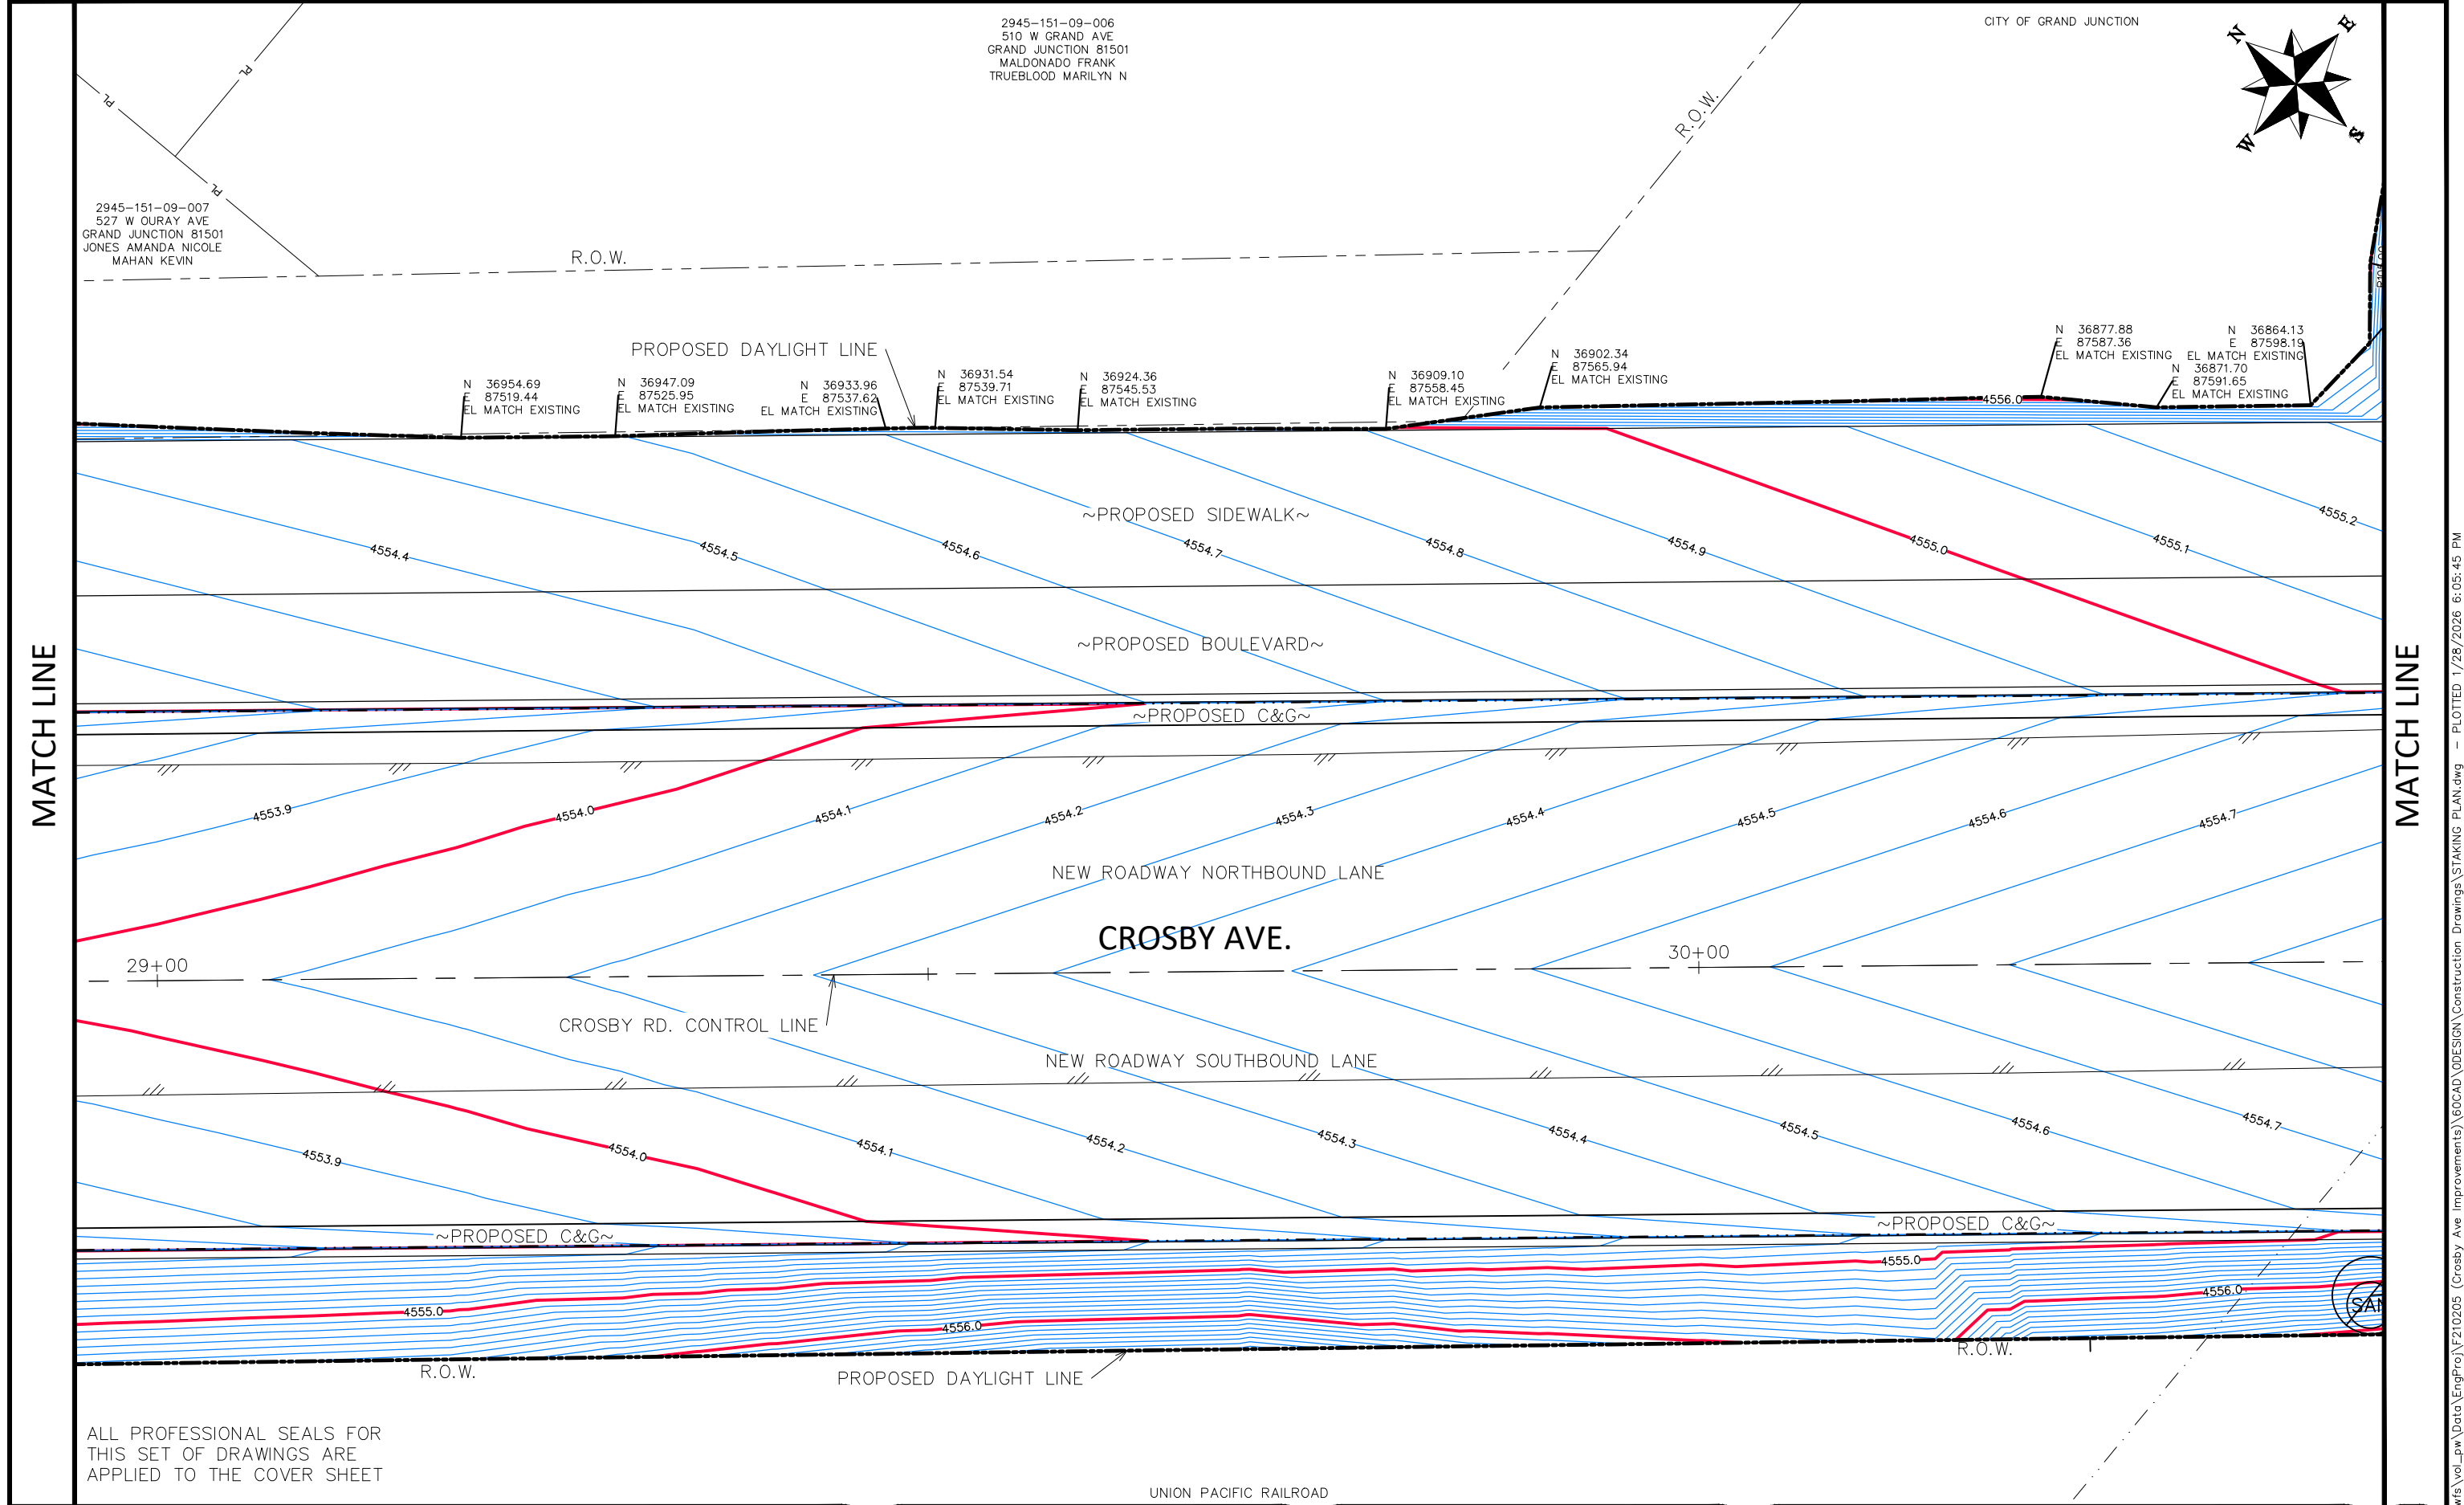 2945-151-09-006
510 W GRAND AVE
GRAND JUNCTION 81501
MALDONADO FRANK
TRUEBLOOD MARILYN N
CITY OF GRAND JUNCTION
N
E
W
S
PL
PL
PL
2945-151-09-007
527 W OURAY AVE
GRAND JUNCTION 81501
JONES AMANDA NICOLE
MAHAN KEVIN
R.O.W.
R.O.W.
PROPOSED DAYLIGHT LINE
N 36954.69
E 87519.44
EL MATCH EXISTING
N 36947.09
E 87525.95
EL MATCH EXISTING
N 36933.96
E 87537.62
EL MATCH EXISTING
N 36931.54
E 87539.71
EL MATCH EXISTING
N 36924.36
E 87545.53
EL MATCH EXISTING
N 36909.10
E 87558.45
EL MATCH EXISTING
N 36902.34
E 87565.94
EL MATCH EXISTING
N 36877.88
E 87587.36
EL MATCH EXISTING
N 36864.13
E 87598.19
EL MATCH EXISTING
N 36871.70
E 87591.65
EL MATCH EXISTING
4556.0
~PROPOSED SIDEWALK~
4554.4
4554.5
4554.6
4554.7
4554.8
4554.9
4555.0
4555.1
4555.2
~PROPOSED BOULEVARD~
~PROPOSED C&G~
MATCH LINE
MATCH LINE
4553.9
4554.0
4554.1
4554.2
4554.3
4554.4
4554.5
4554.6
4554.7
NEW ROADWAY NORTHBOUND LANE
CROSBY AVE.
29+00
30+00
CROSBY RD. CONTROL LINE
NEW ROADWAY SOUTHBOUND LANE
4553.9
4554.0
4554.1
4554.2
4554.3
4554.4
4554.5
4554.6
4554.7
~PROPOSED C&G~
~PROPOSED C&G~
4555.0
4555.0
4556.0
4556.0
SAN
R.O.W.
R.O.W.
PROPOSED DAYLIGHT LINE
ALL PROFESSIONAL SEALS FOR
THIS SET OF DRAWINGS ARE
APPLIED TO THE COVER SHEET
UNION PACIFIC RAILROAD
vfs\vol_pw\Data\EngProj\F21205 (Crosby Ave Improvements)\60CAD\0DESIGN\Construction Drawings\STAKING PLAN.dwg - PLOTTED 1/28/2026 6:05:45 PM